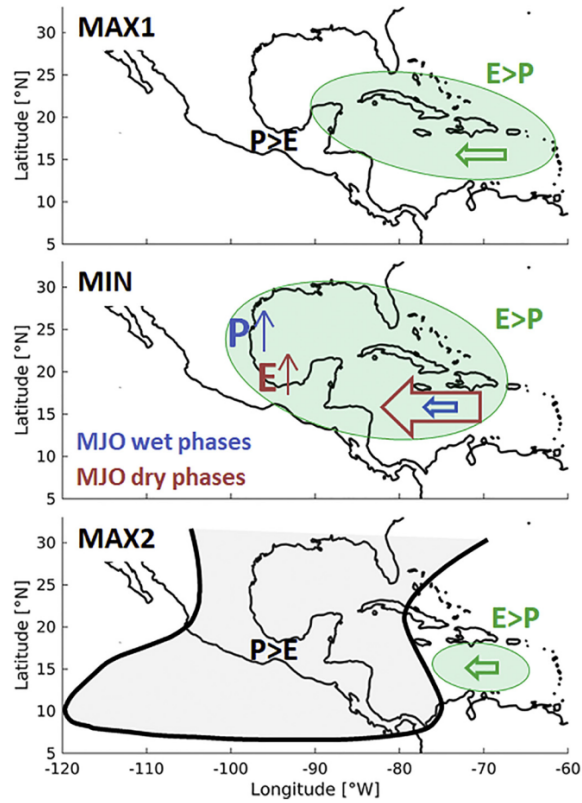 MAX1
E>P
P>E
Latitude [°N]
30
25
20
15
10
5
MIN
E>P
P
E
MJO wet phases
MJO dry phases
Latitude [°N]
30
25
20
15
10
5
MAX2
E>P
P>E
Latitude [°N]
30
25
20
15
10
5
-120 -110 -100 -90 -80 -70 -60
Longitude [°W]